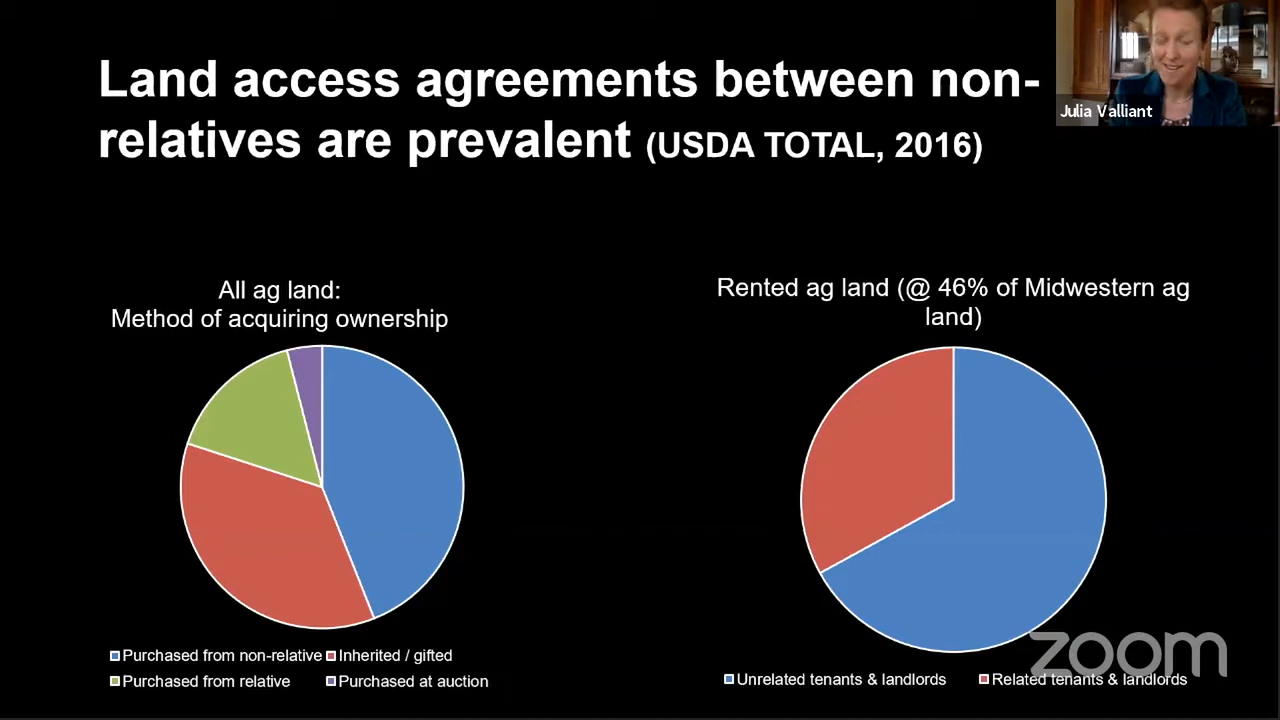 Land access agreements between non-
relatives are prevalent (USDA TOTAL, 2016)
Julia Valliant
All ag land:
Method of acquiring ownership
Purchased from non-relative Inherited / gifted
Purchased from relative Purchased at auction
Rented ag land (@ 46% of Midwestern ag
land)
Unrelated tenants & landlords Related tenants & landlords
zoom